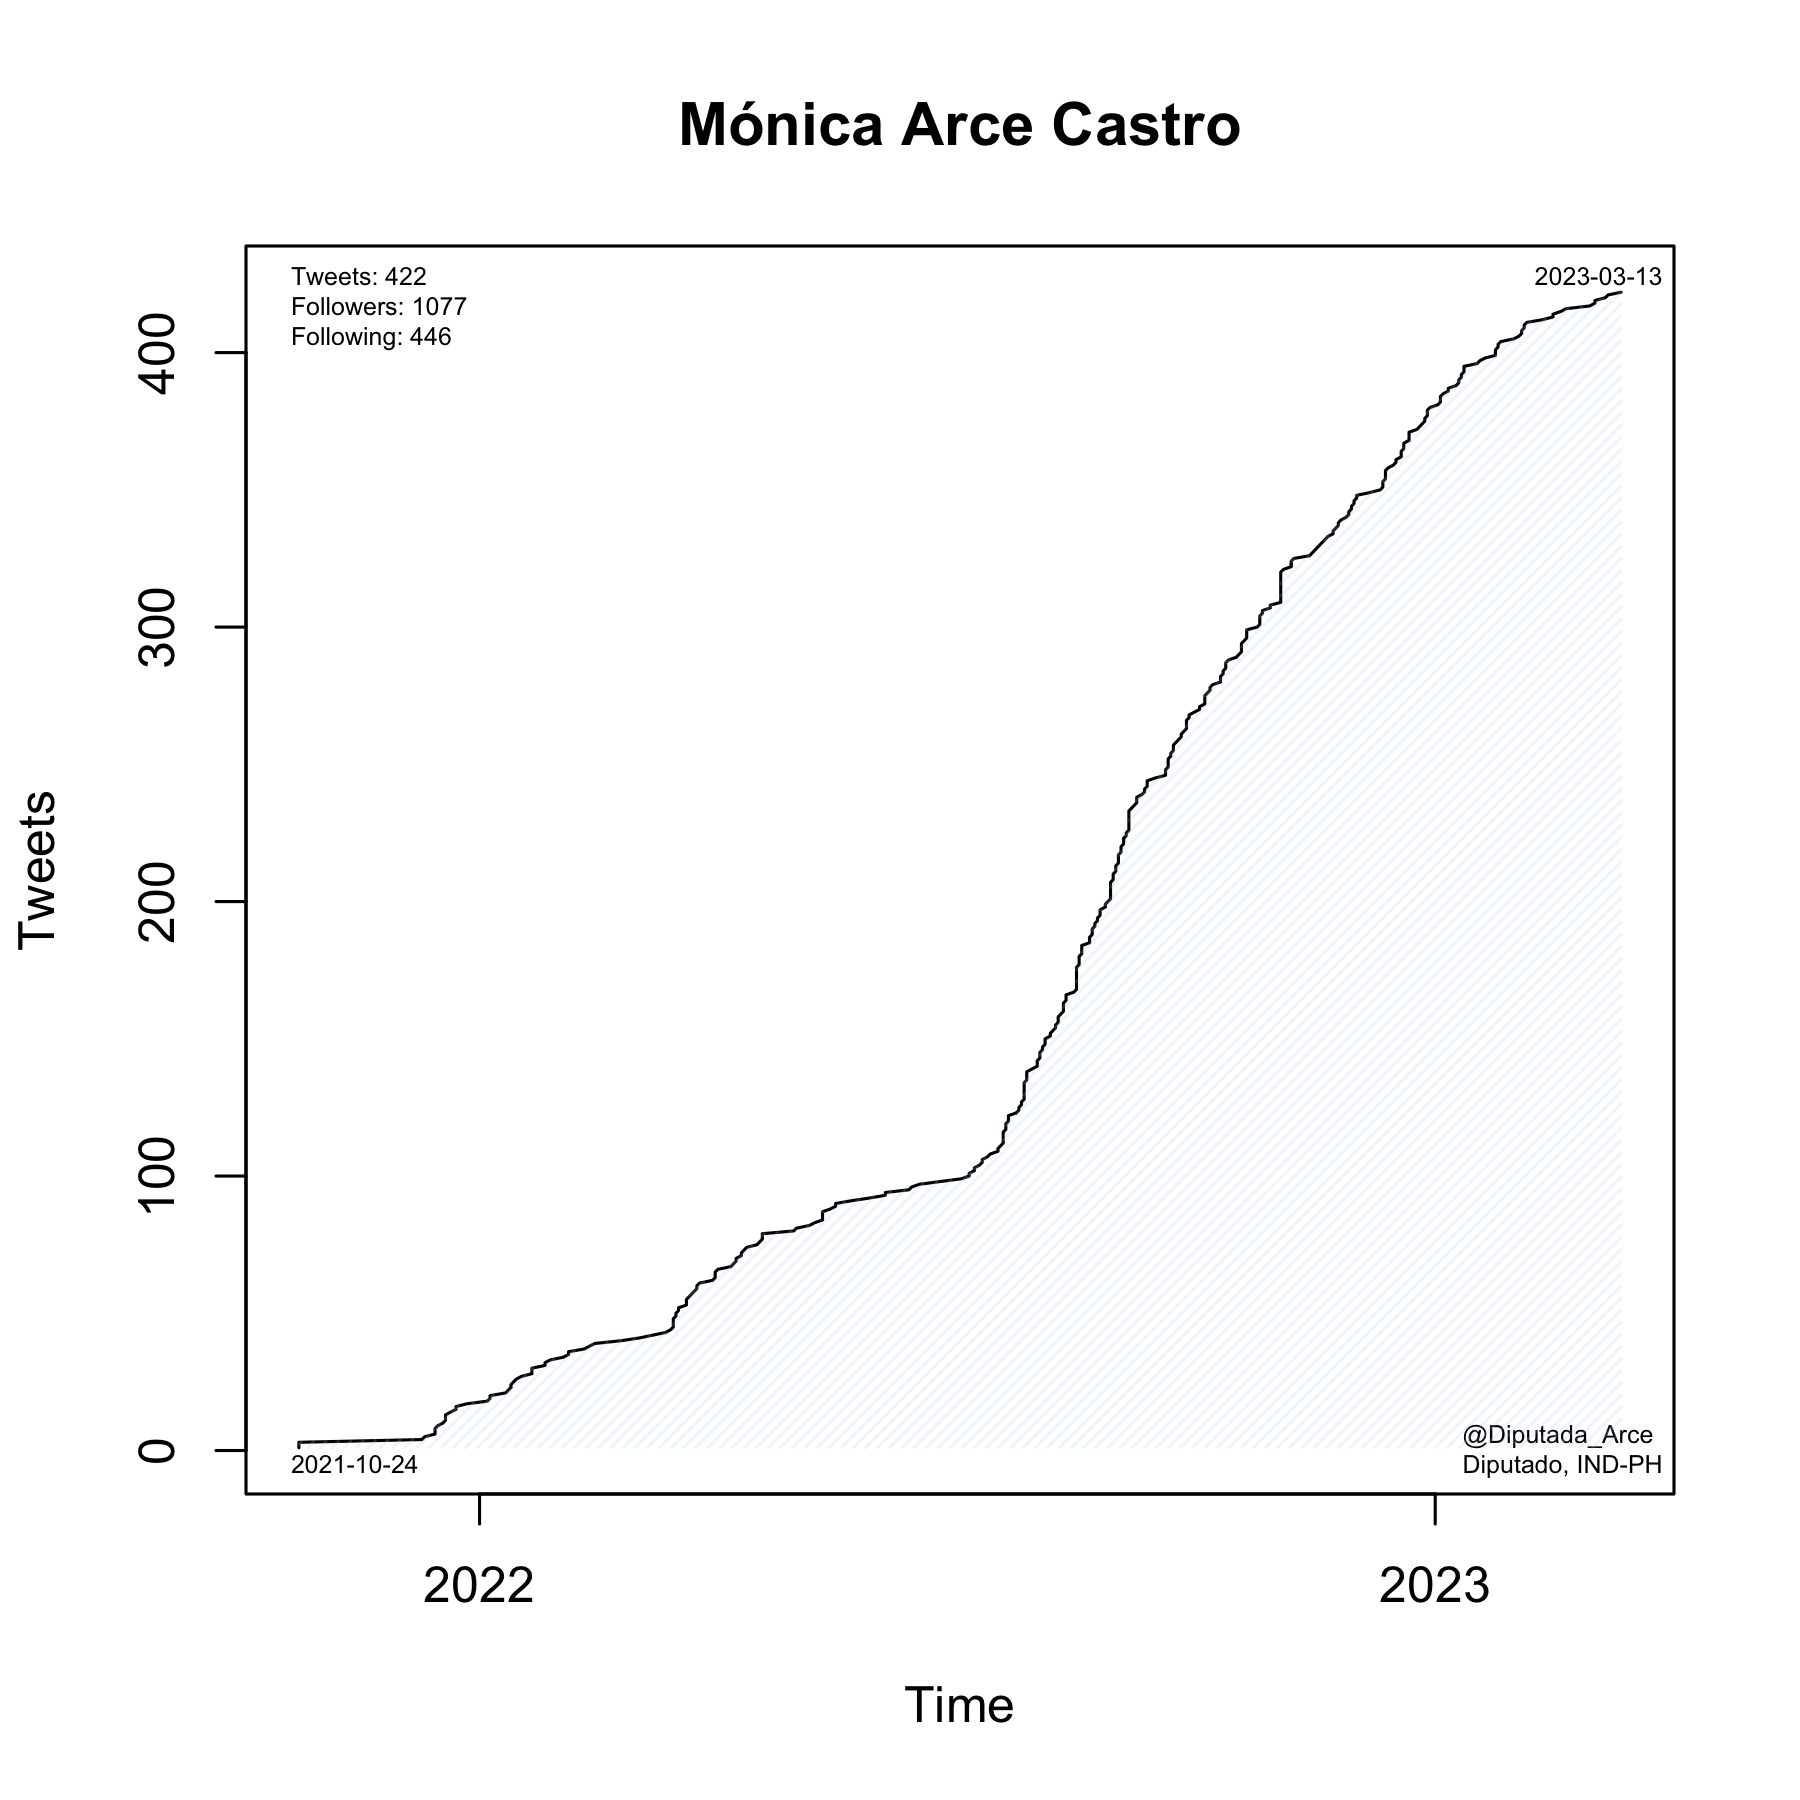 Mónica Arce Castro
Tweets: 422
Followers: 1077
Following: 446
2023-03-13
400
300
200
100
0
Tweets
@Diputada_Arce
Diputado, IND-PH
2021-10-24
2022
2023
Time